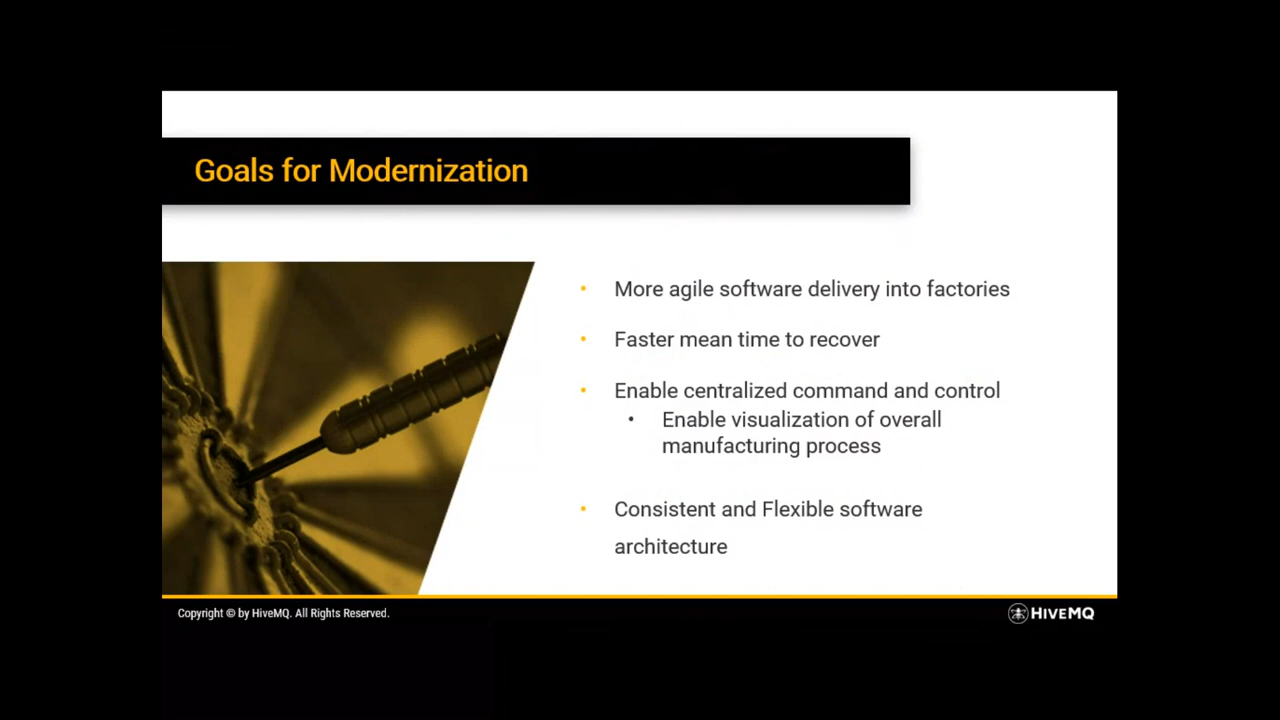 Goals for Modernization
• More agile software delivery into factories
• Faster mean time to recover
• Enable centralized command and control
• Enable visualization of overall
manufacturing process
• Consistent and Flexible software
architecture
Copyright © by HiveMQ. All Rights Reserved.
HIVEMQ